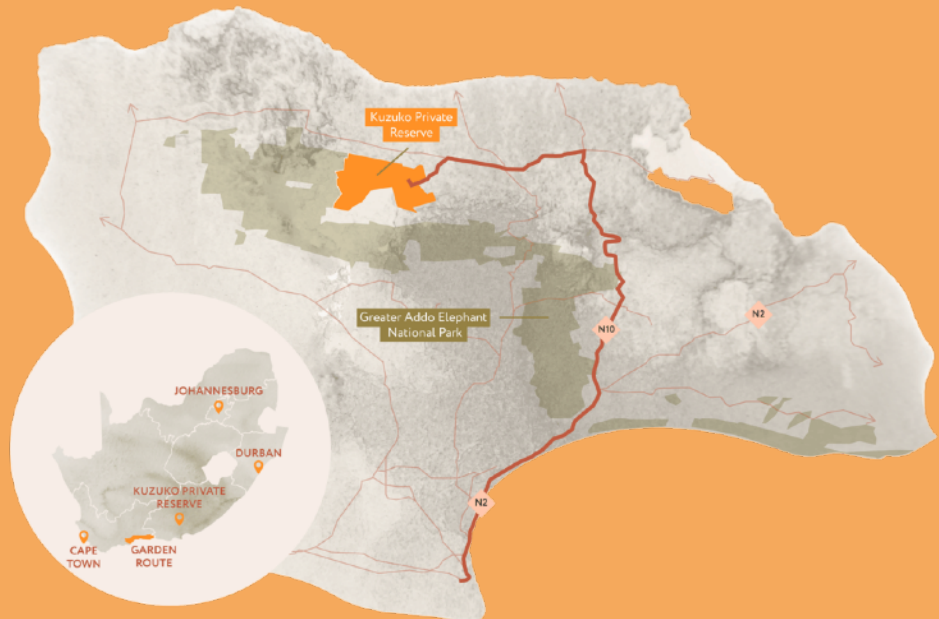 Kuzuko Private
Reserve
Greater Addo Elephant
National Park
N10
N2
N2
JOHANNESBURG
DURBAN
KUZUKO PRIVATE
RESERVE
CAPE
TOWN
GARDEN
ROUTE